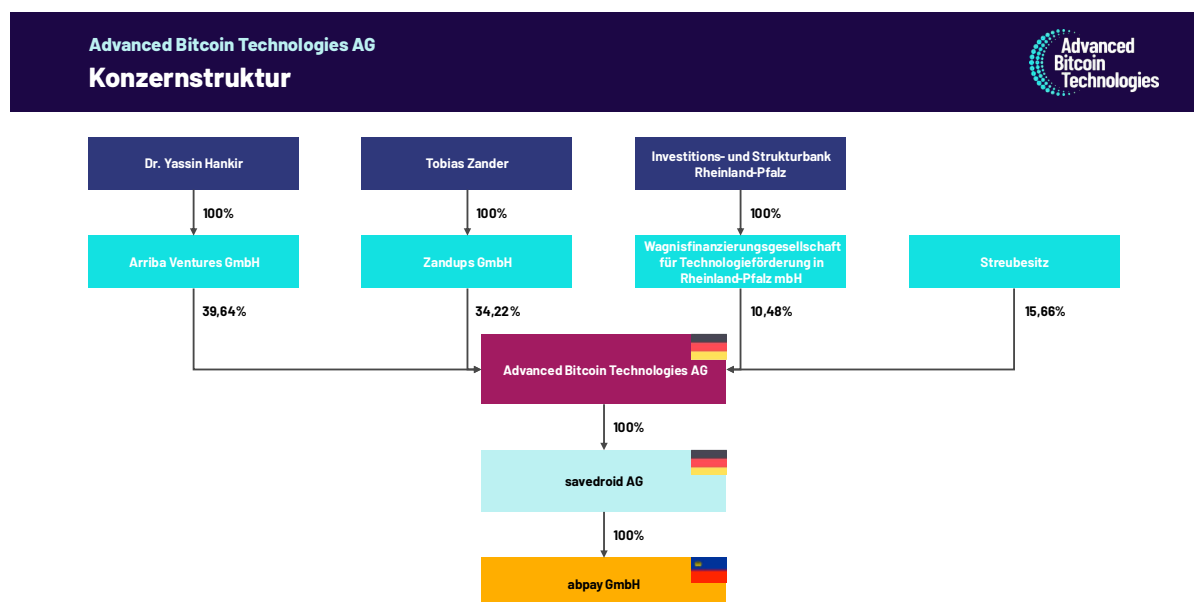 Advanced Bitcoin Technologies AG
Konzernstruktur
Advanced
Bitcoin
Technologies
Dr. Yassin Hankir
Tobias Zander
Investitions- und Strukturbank
Rheinland-Pfalz
100%
100%
100%
Arriba Ventures GmbH
Zandups GmbH
Wagnisfinanzierungsgesellschaft
für Technologieförderung in
Rheinland-Pfalz mbH
Streubesitz
39,64%
34,22%
10,48%
15,66%
Advanced Bitcoin Technologies AG
100%
savedroid AG
100%
abpay GmbH